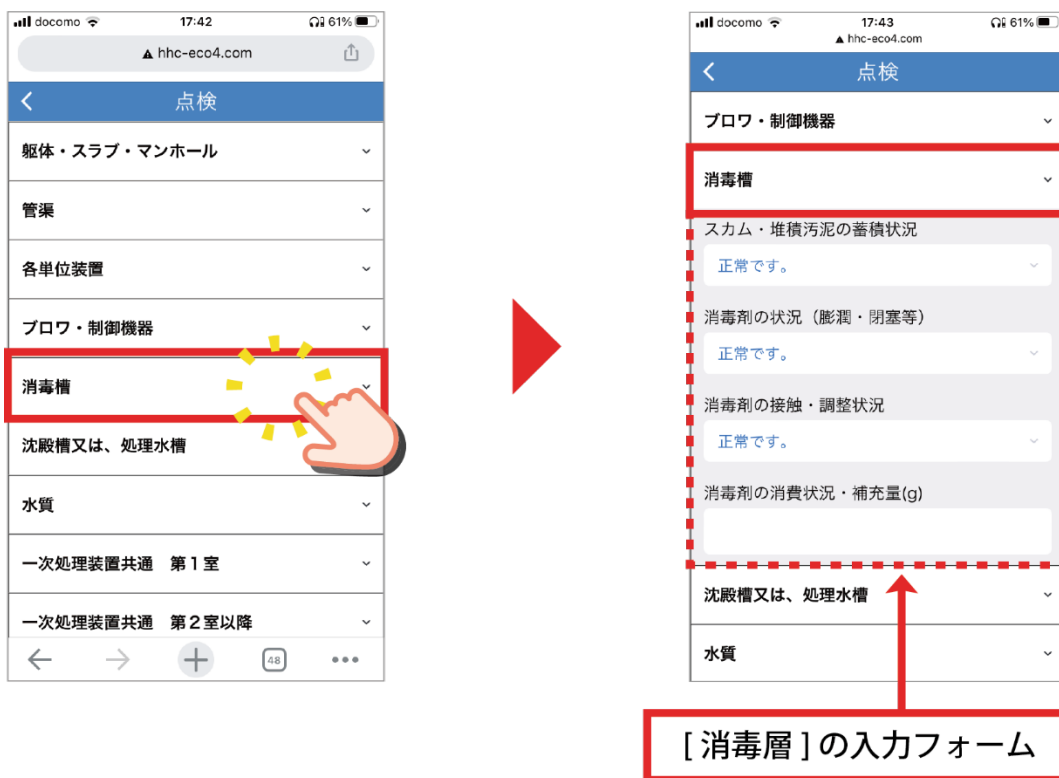 docomo 17:42 61%
hhc-eco4.com
点検
躯体・スラブ・マンホール
管渠
各単位装置
ブロワ・制御機器
消毒槽
沈殿槽又は、処理水槽
水質
一次処理装置共通　第１室
一次処理装置共通　第２室以降
48
docomo 17:43 61%
hhc-eco4.com
点検
ブロワ・制御機器
消毒槽
スカム・堆積汚泥の蓄積状況
正常です。
消毒剤の状況（膨潤・閉塞等）
正常です。
消毒剤の接触・調整状況
正常です。
消毒剤の消費状況・補充量(g)
沈殿槽又は、処理水槽
水質
[ 消毒層 ] の入力フォーム